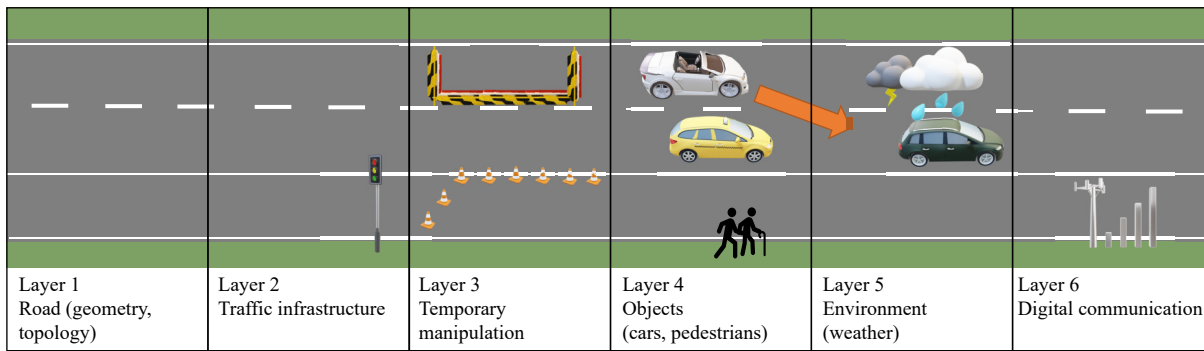 Layer 1
Road (geometry,
topology)
Layer 2
Traffic infrastructure
Layer 3
Temporary
manipulation
Layer 4
Objects
(cars, pedestrians)
Layer 5
Environment
(weather)
Layer 6
Digital communication